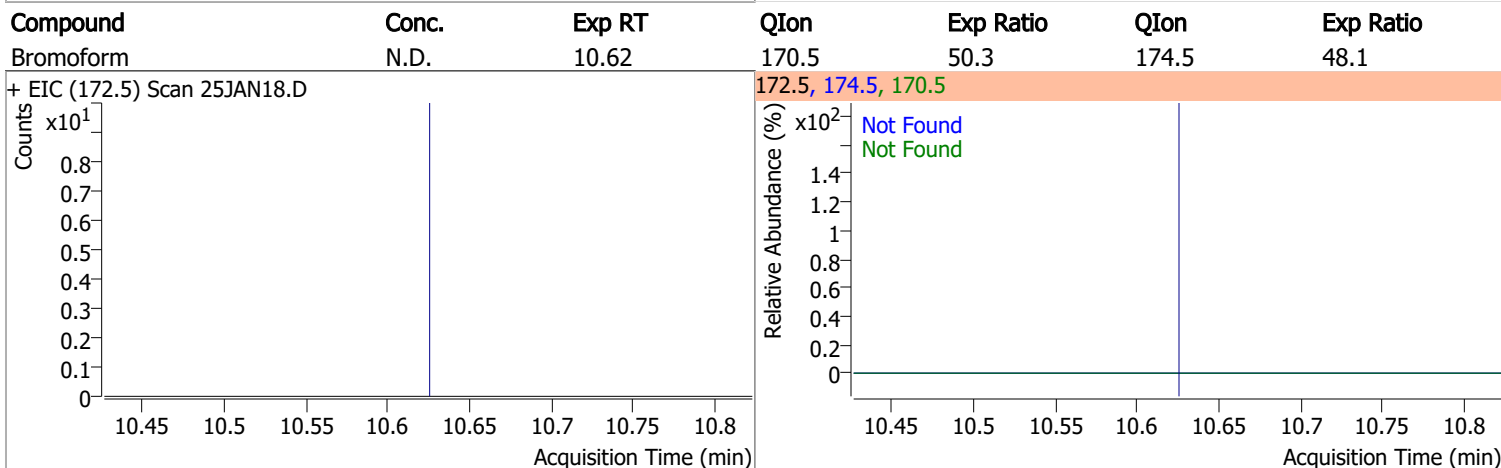 Compound Conc. Exp RT QIon Exp Ratio QIon Exp Ratio
Bromoform N.D. 10.62 170.5 50.3 174.5 48.1
+ EIC (172.5) Scan 25JAN18.D
Counts
x10¹
0.8
0.7
0.6
0.5
0.4
0.3
0.2
0.1
0
10.45 10.5 10.55 10.6 10.65 10.7 10.75 10.8
Acquisition Time (min)
172.5, 174.5, 170.5
Relative Abundance (%)
x10²
Not Found
Not Found
1.4
1.2
1
0.8
0.6
0.4
0.2
0
10.45 10.5 10.55 10.6 10.65 10.7 10.75 10.8
Acquisition Time (min)